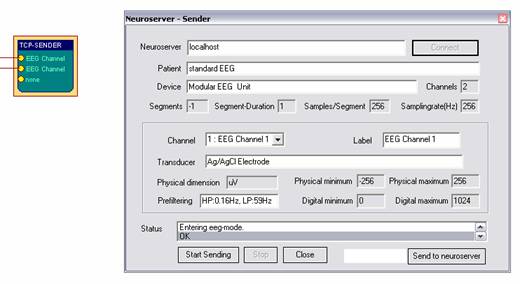 TCP-SENDER
EEG Channel
EEG Channel
none
Neuroserver - Sender
Neuroserver localhost Connect
Patient standard EEG
Device Modular EEG Unit Channels 2
Segments -1 Segment-Duration 1 Samples/Segment 256 Samplingrate(Hz) 256
Channel 1 : EEG Channel 1 Label EEG Channel 1
Transducer Ag/AgCl Electrode
Physical dimension uV Physical minimum -256 Physical maximum 256
Prefiltering HP:0.16Hz, LP:59Hz Digital minimum 0 Digital maximum 1024
Status Entering eeg-mode.
OK
Start Sending Stop Close Send to neuroserver